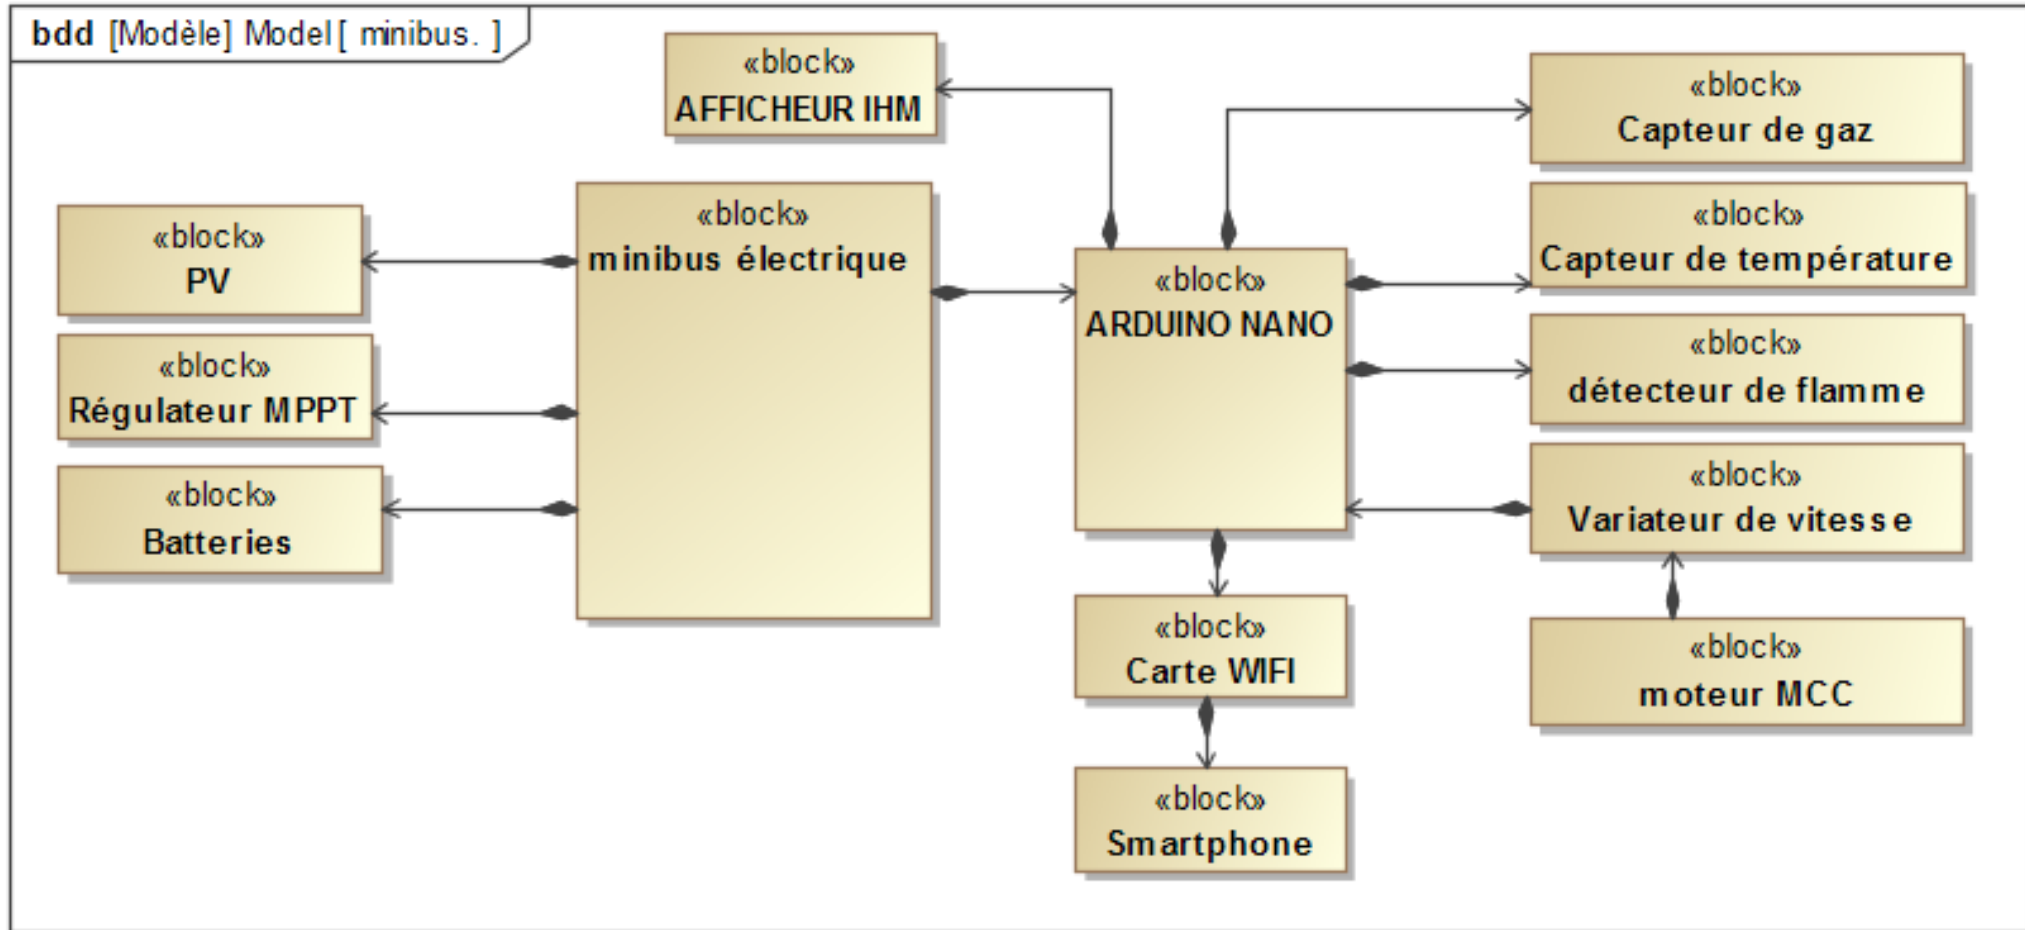 bdd [Modèle] Model [ minibus. ]
«block»
AFFICHEUR IHM
«block»
Capteur de gaz
«block»
PV
«block»
minibus électrique
«block»
Capteur de température
«block»
ARDUINO NANO
«block»
Régulateur MPPT
«block»
détecteur de flamme
«block»
Batteries
«block»
Variateur de vitesse
«block»
Carte WIFI
«block»
moteur MCC
«block»
Smartphone